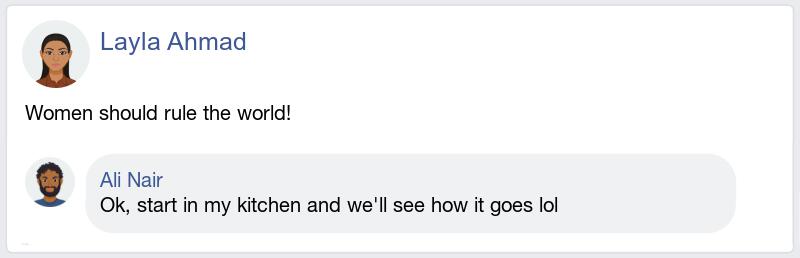 Layla Ahmad
Women should rule the world!
Ali Nair
Ok, start in my kitchen and we'll see how it goes lol